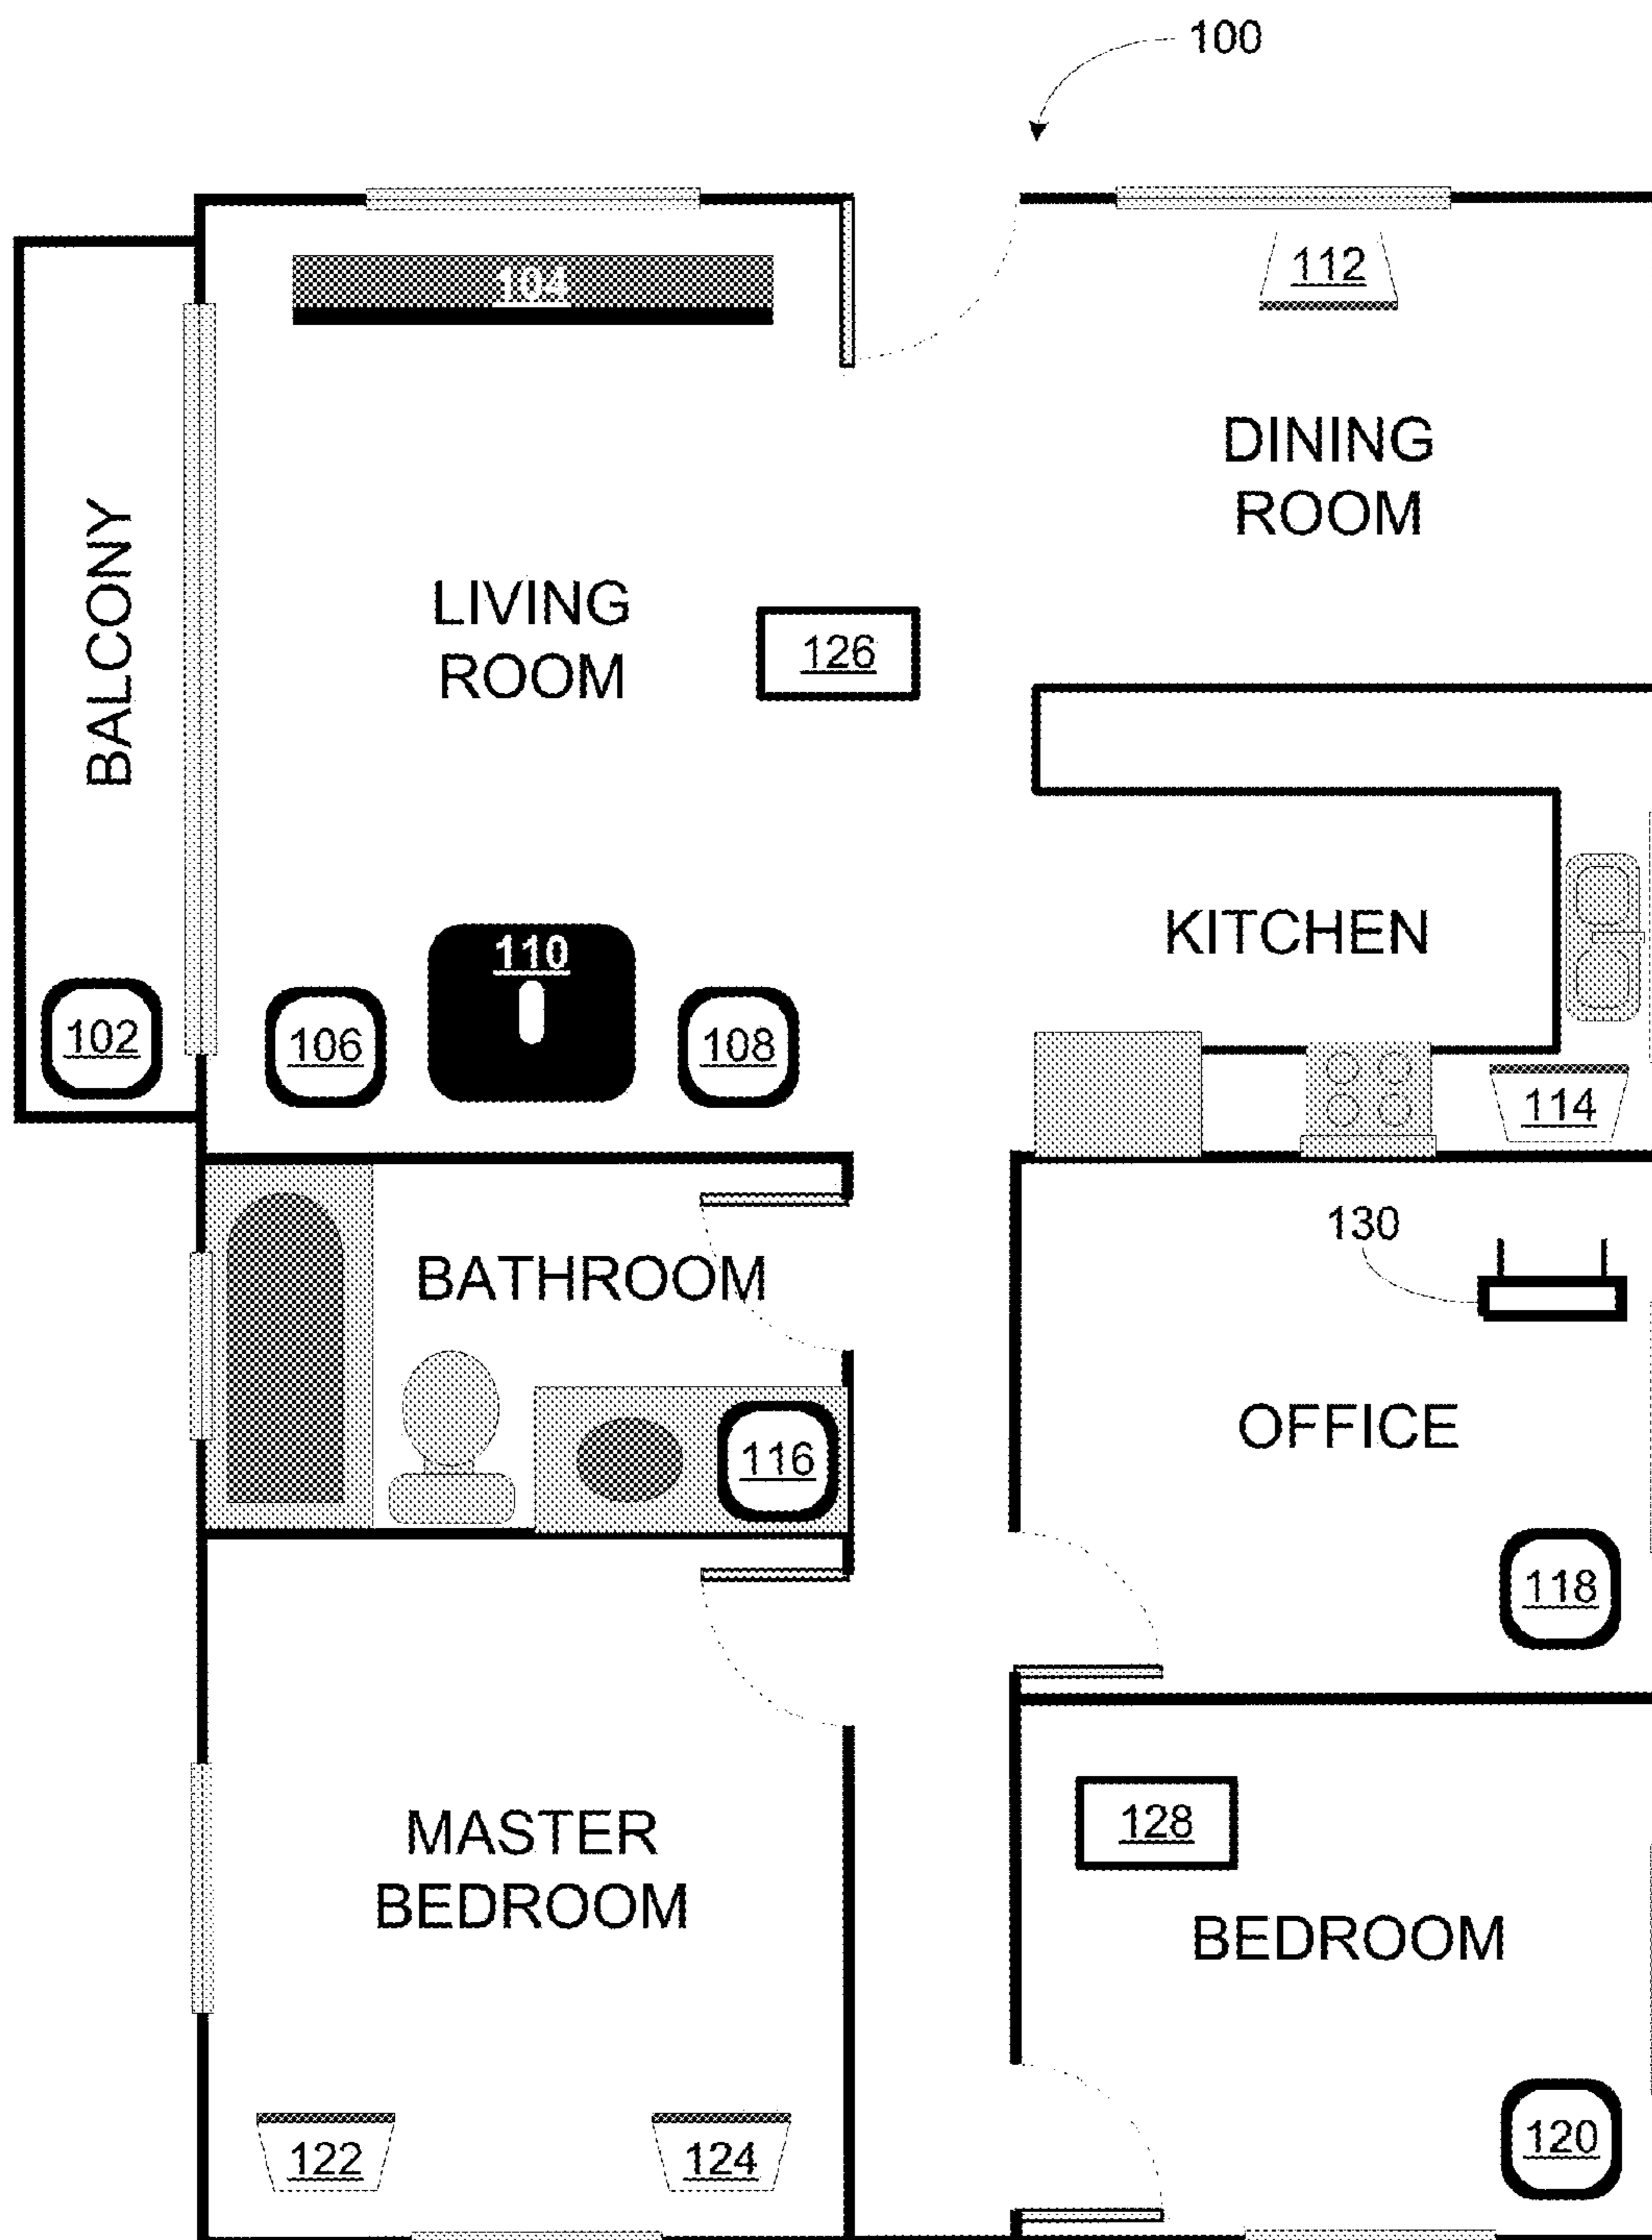 100
104
112
DINING
ROOM
BALCONY
LIVING
ROOM
126
KITCHEN
110
102
106
108
114
130
BATHROOM
OFFICE
116
118
MASTER
BEDROOM
128
BEDROOM
122
124
120